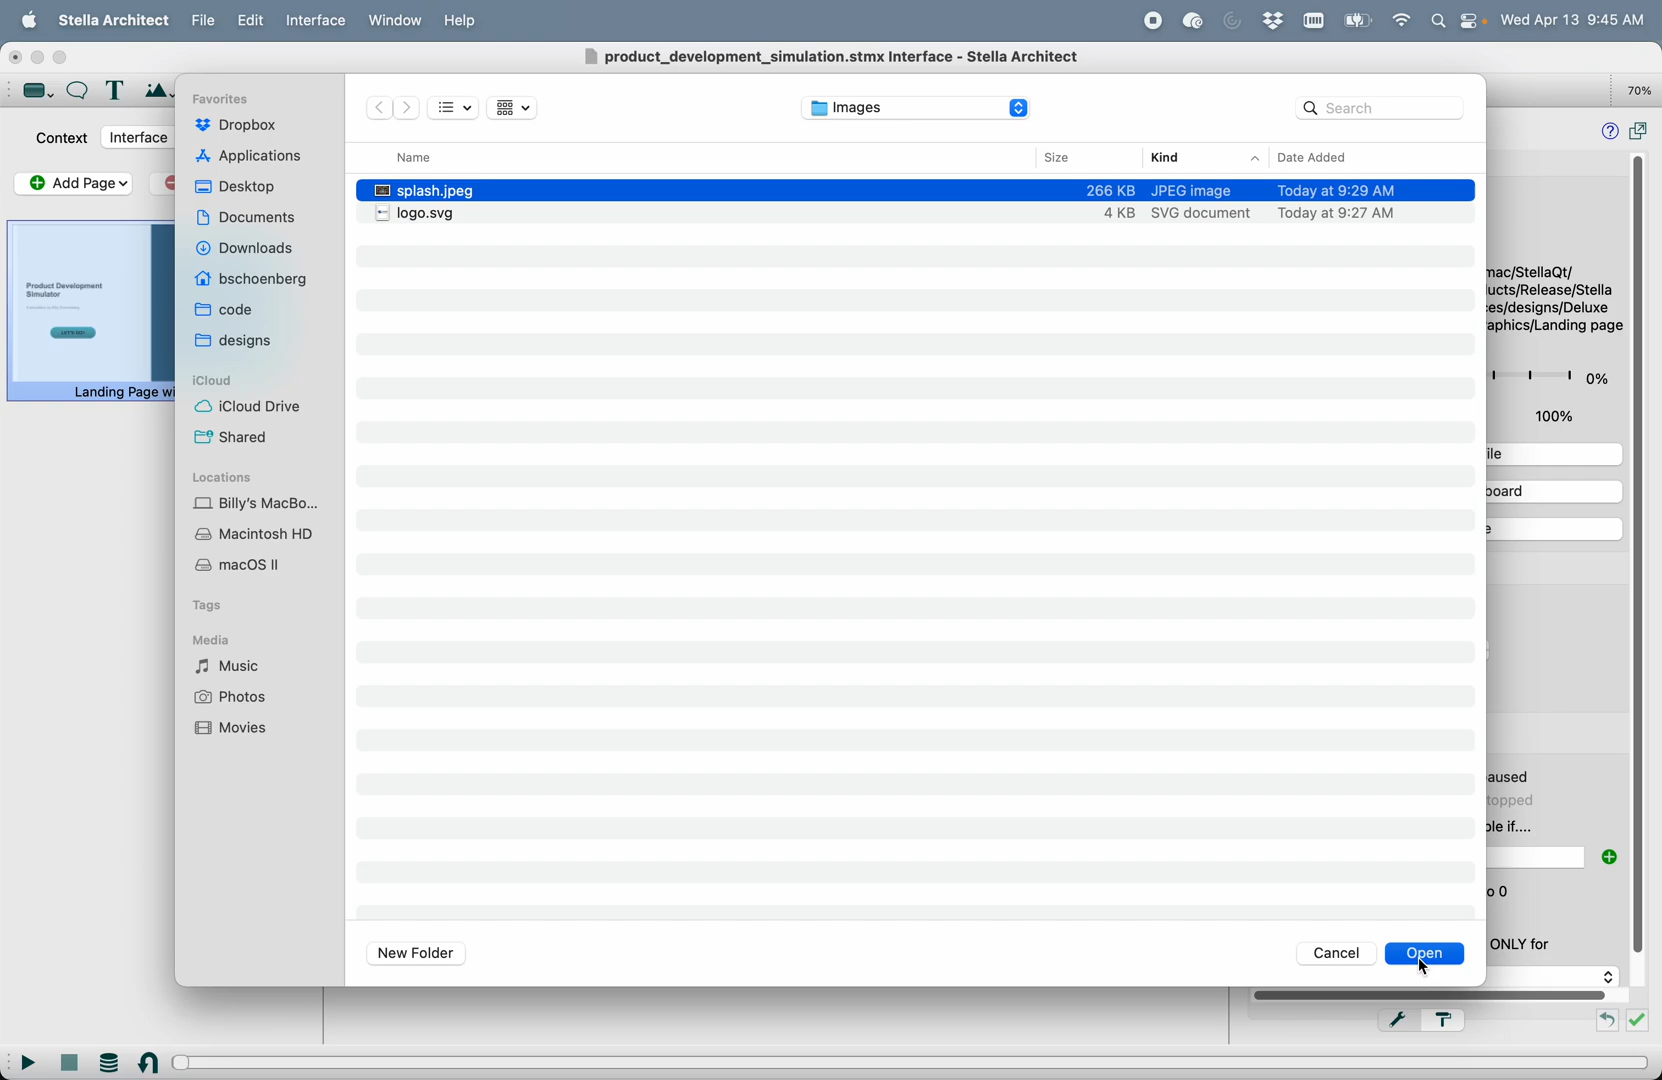 Stella Architect File Edit Interface Window Help Wed Apr 13 9:45 AM
product_development_simulation.stmx Interface - Stella Architect
T 70%
Context Interface
Add Page
Product Development
Simulator
LET'S GO!
Landing Page wi
Favorites
Dropbox
Applications
Desktop
Documents
Downloads
bschoenberg
code
designs
iCloud
iCloud Drive
Shared
Locations
Billy's MacBo...
Macintosh HD
macOS II
Tags
Media
Music
Photos
Movies
Images
Search
Name Size Kind Date Added
splash.jpeg 266 KB JPEG image Today at 9:29 AM
logo.svg 4 KB SVG document Today at 9:27 AM
New Folder Cancel Open
mac/StellaQt/
ucts/Release/Stella
es/designs/Deluxe
aphics/Landing page
0%
100%
ile
board
e
aused
topped
ble if....
o 0
ONLY for